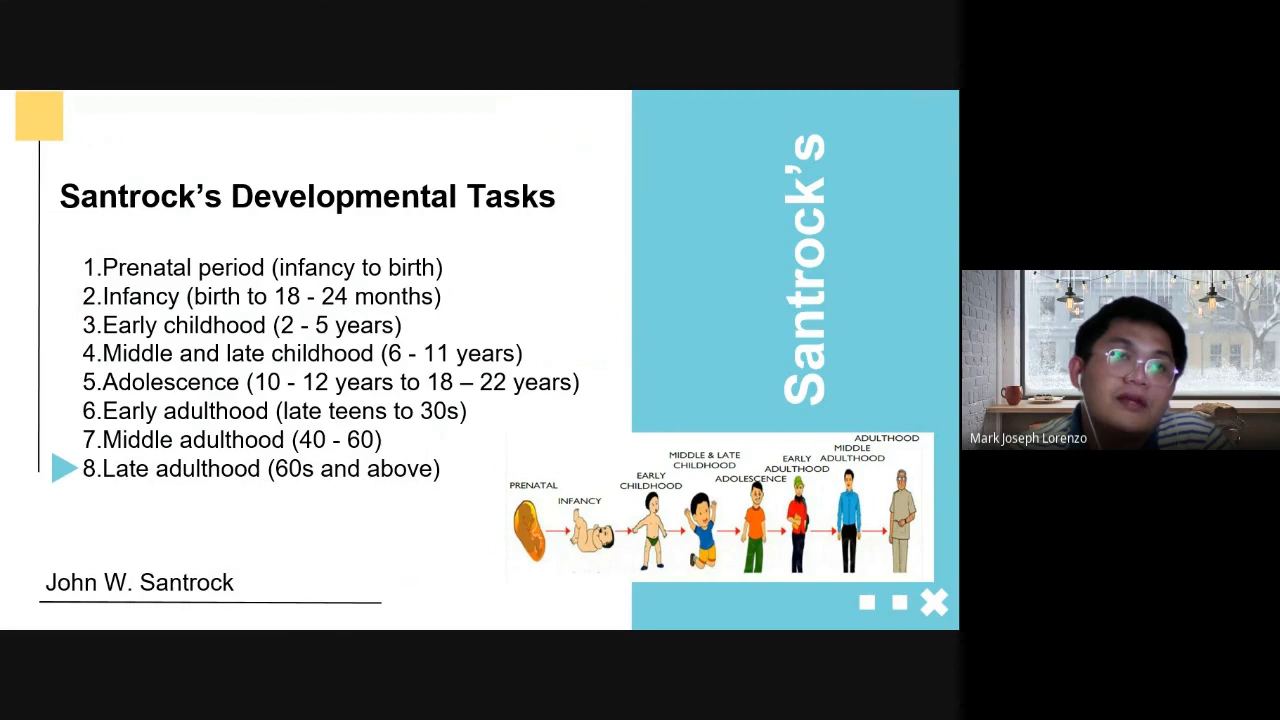 Santrock’s Developmental Tasks
1.Prenatal period (infancy to birth)
2.Infancy (birth to 18 - 24 months)
3.Early childhood (2 - 5 years)
4.Middle and late childhood (6 - 11 years)
5.Adolescence (10 - 12 years to 18 – 22 years)
6.Early adulthood (late teens to 30s)
7.Middle adulthood (40 - 60)
8.Late adulthood (60s and above)
John W. Santrock
Santrock’s
PRENATAL
INFANCY
EARLY
CHILDHOOD
MIDDLE & LATE
CHILDHOOD
ADOLESCENCE
EARLY
ADULTHOOD
MIDDLE
ADULTHOOD
ADULTHOOD
Mark Joseph Lorenzo